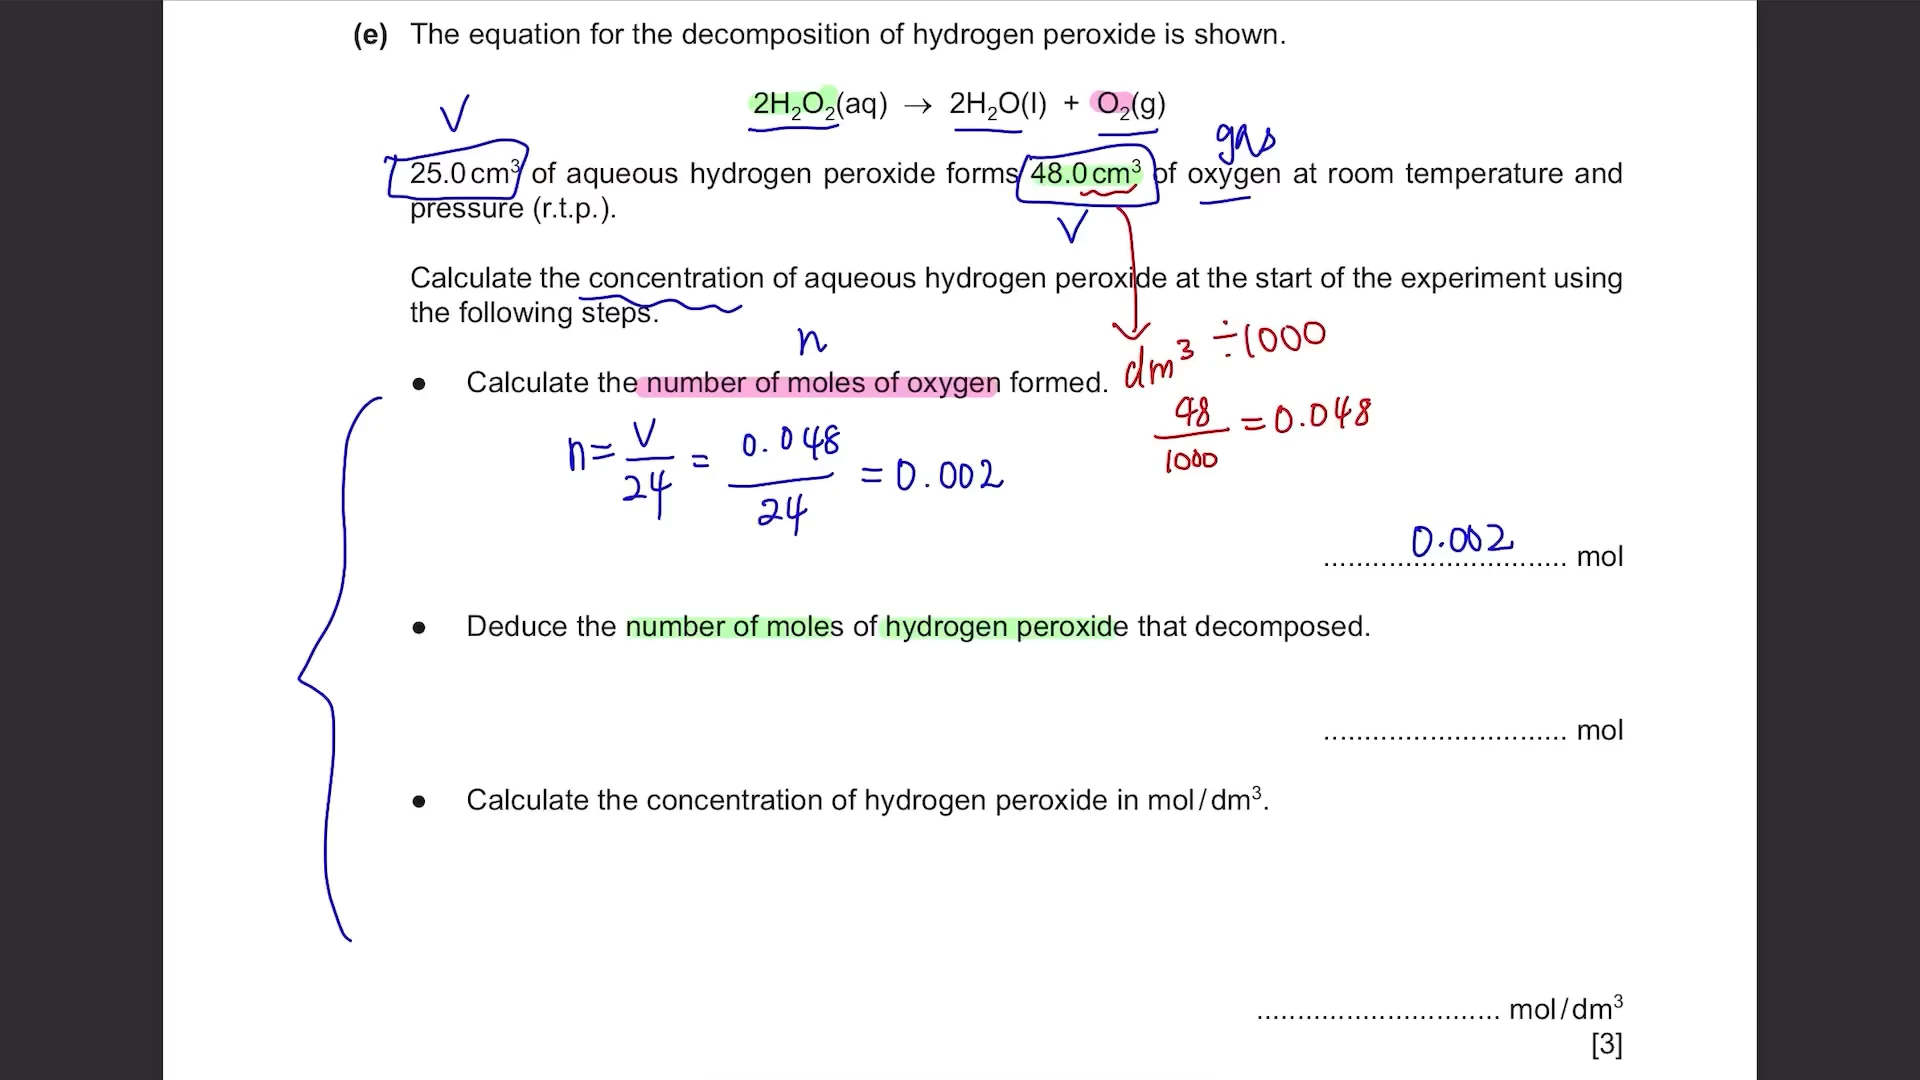 (e) The equation for the decomposition of hydrogen peroxide is shown.
2H₂O₂(aq) → 2H₂O(l) + O₂(g)
V
gas
25.0 cm³ of aqueous hydrogen peroxide forms 48.0 cm³ of oxygen at room temperature and
pressure (r.t.p.).
V
Calculate the concentration of aqueous hydrogen peroxide at the start of the experiment using
the following steps.
n
dm³ ÷1000
• Calculate the number of moles of oxygen formed.
48/1000 = 0.048
n = V/24 = 0.048/24 = 0.002
0.002
.............................. mol
• Deduce the number of moles of hydrogen peroxide that decomposed.
.............................. mol
• Calculate the concentration of hydrogen peroxide in mol/dm³.
.............................. mol/dm³
[3]